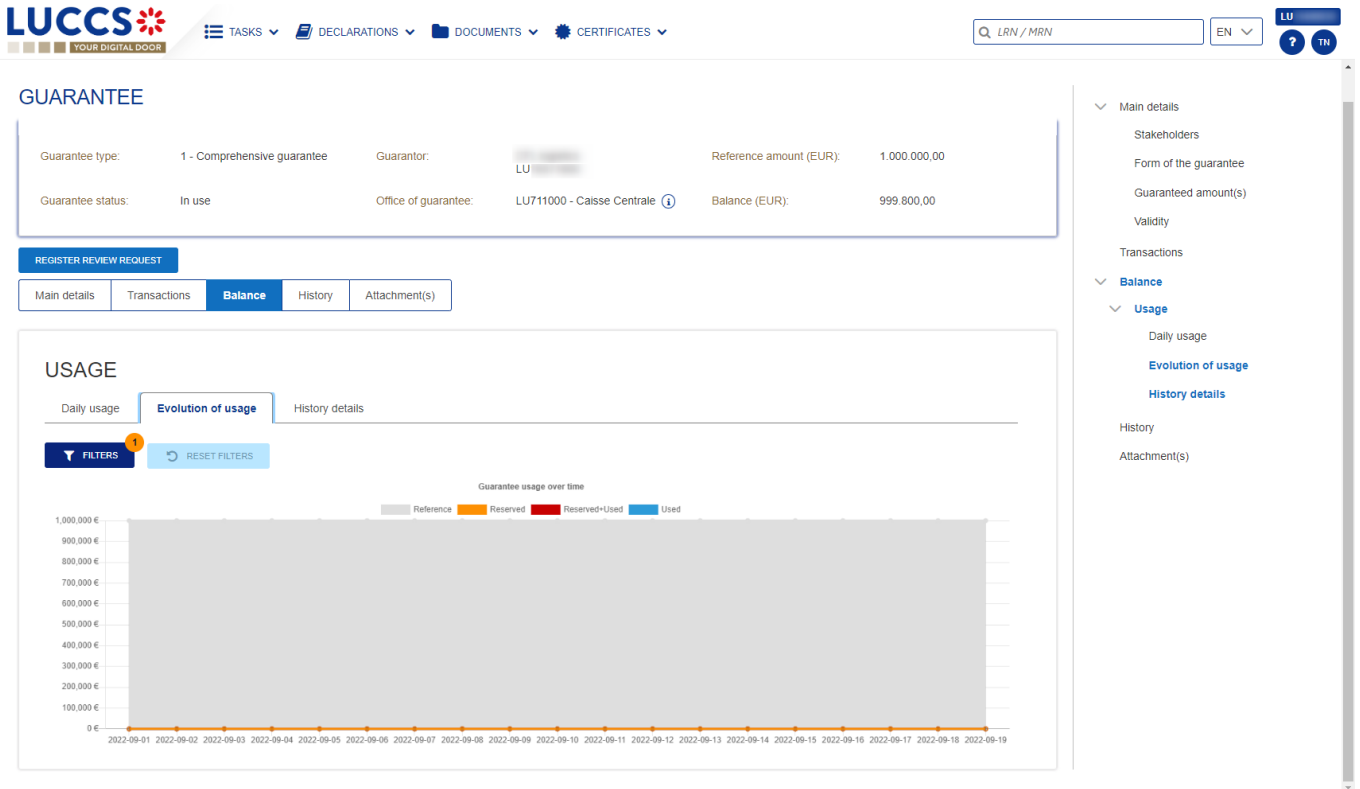 LUCCS
YOUR DIGITAL DOOR
TASKS DECLARATIONS DOCUMENTS CERTIFICATES
LRN / MRN
EN
LU
?
TN
GUARANTEE
Guarantee type: 1 - Comprehensive guarantee Guarantor: LU Reference amount (EUR): 1.000.000,00
Guarantee status: In use Office of guarantee: LU711000 - Caisse Centrale i Balance (EUR): 999.800,00
REGISTER REVIEW REQUEST
Main details Transactions Balance History Attachment(s)
USAGE
Daily usage Evolution of usage History details
FILTERS 1 RESET FILTERS
Guarantee usage over time
Reference Reserved Reserved+Used Used
1,000,000 €
900,000 €
800,000 €
700,000 €
600,000 €
500,000 €
400,000 €
300,000 €
200,000 €
100,000 €
0 €
2022-09-01 2022-09-02 2022-09-03 2022-09-04 2022-09-05 2022-09-06 2022-09-07 2022-09-08 2022-09-09 2022-09-10 2022-09-11 2022-09-12 2022-09-13 2022-09-14 2022-09-15 2022-09-16 2022-09-17 2022-09-18 2022-09-19
Main details
Stakeholders
Form of the guarantee
Guaranteed amount(s)
Validity
Transactions
Balance
Usage
Daily usage
Evolution of usage
History details
History
Attachment(s)